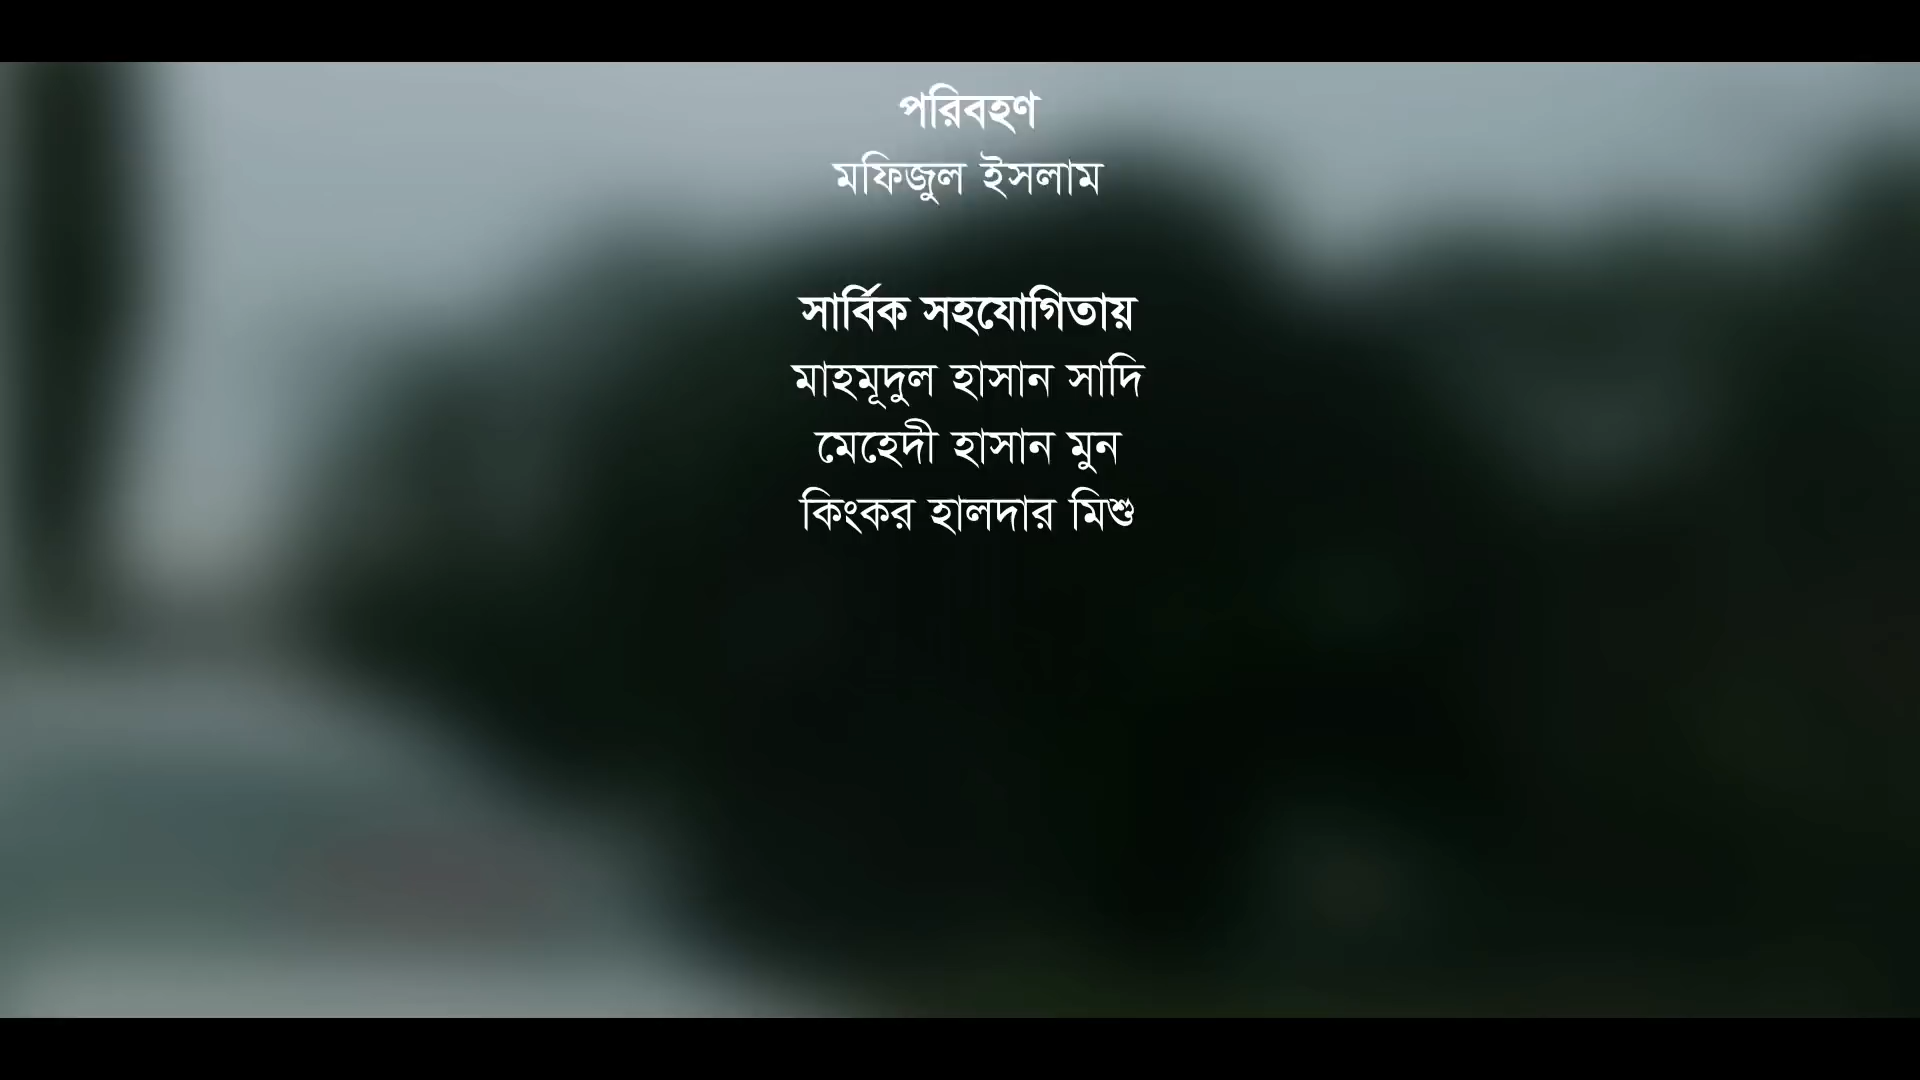 পরিবহণ
মফিজুল ইসলাম
সার্বিক সহযোগিতায়
মাহমূদুল হাসান সাদি
মেহেদী হাসান মুন
কিংকর হালদার মিশু